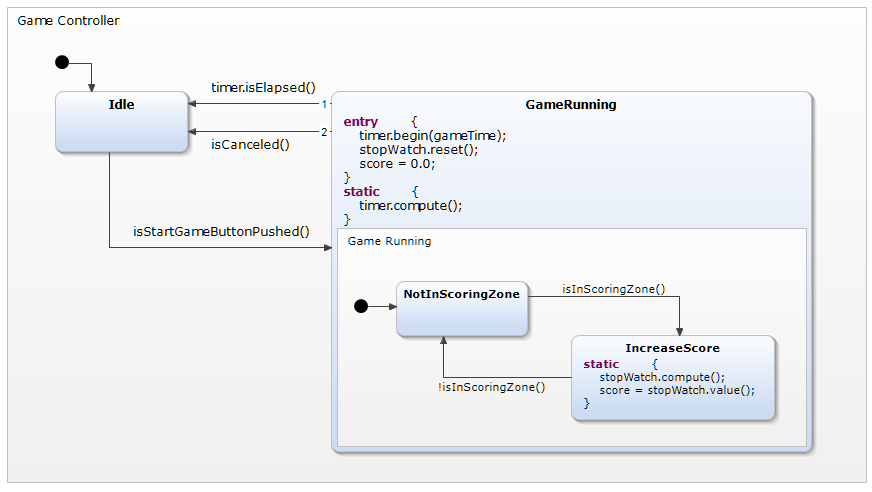 Game Controller
timer.isElapsed()
Idle
1
GameRunning
entry {
timer.begin(gameTime);
stopWatch.reset();
score = 0.0;
}
2
isCanceled()
static {
timer.compute();
}
isStartGameButtonPushed()
Game Running
NotInScoringZone
isInScoringZone()
IncreaseScore
static {
stopWatch.compute();
score = stopWatch.value();
}
!isInScoringZone()